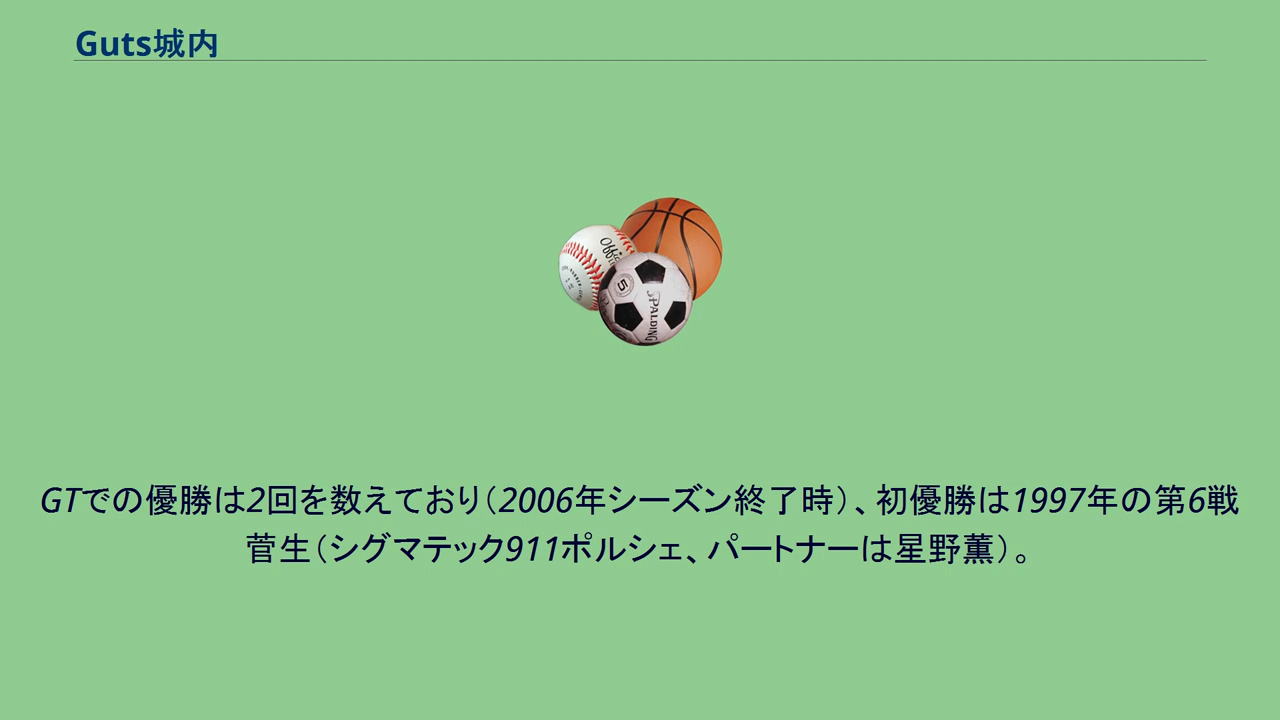 Guts城内
Offi
5
SPALDING
GTでの優勝は2回を数えており（2006年シーズン終了時）、初優勝は1997年の第6戦
菅生（シグマテック911ポルシェ、パートナーは星野薫）。